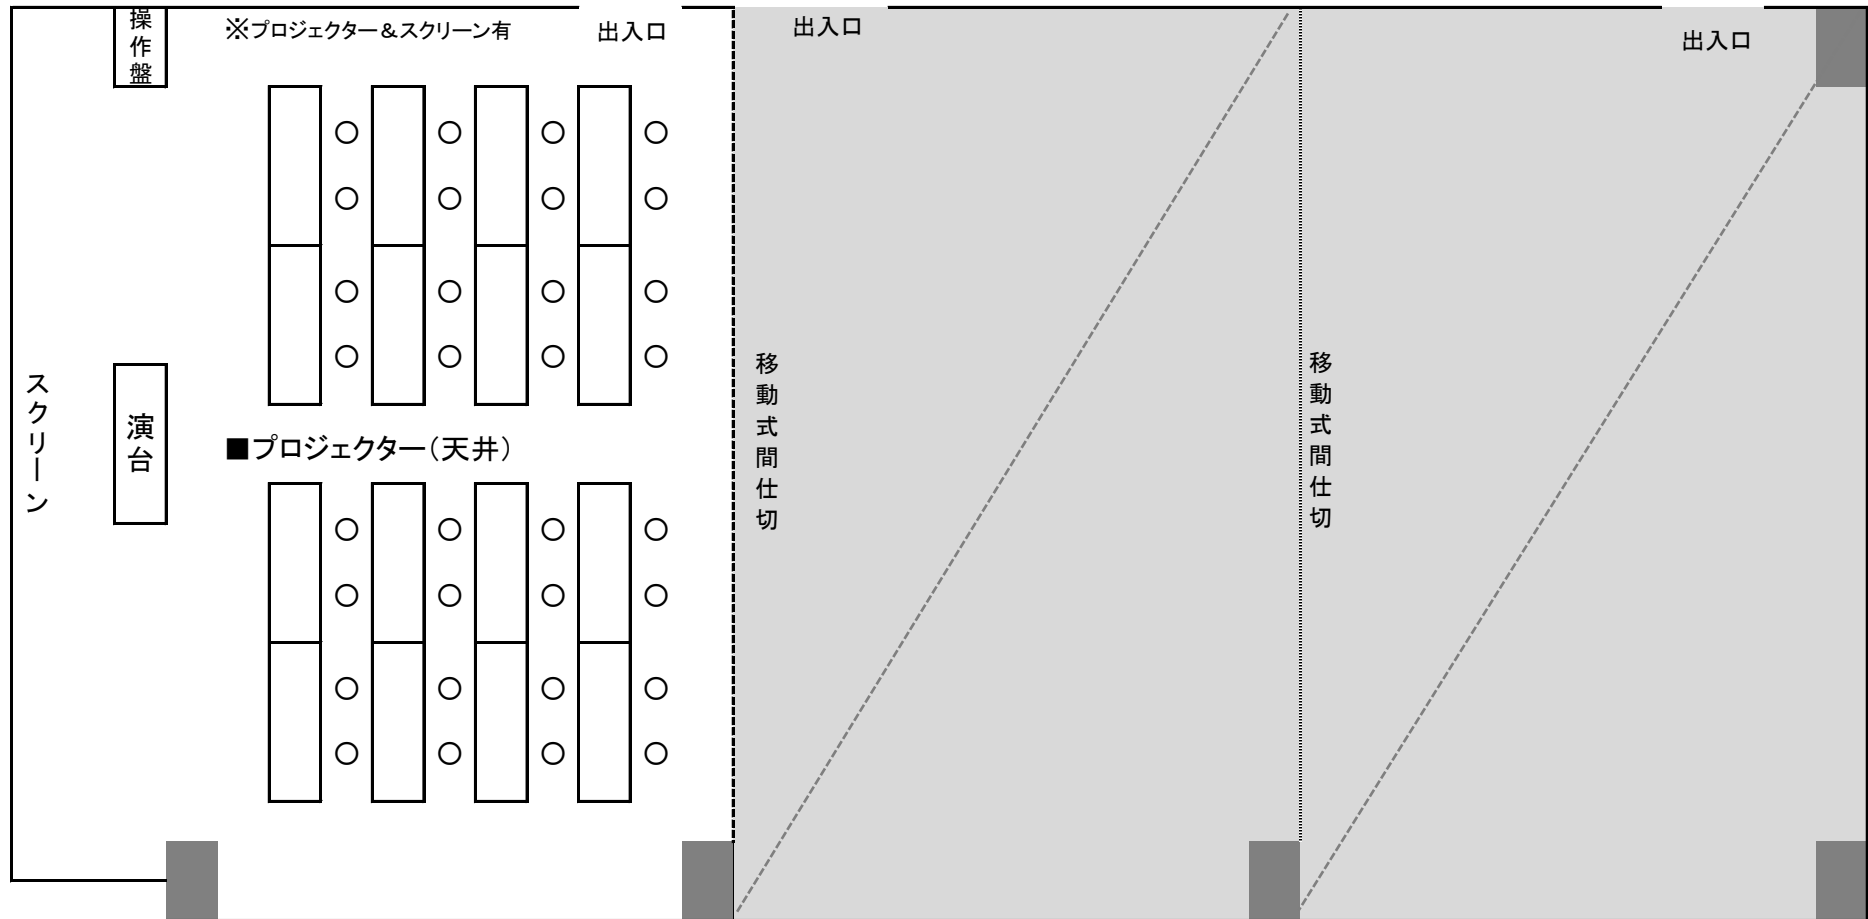 操作盤
※プロジェクター＆スクリーン有
出入口
出入口
出入口
スクリーン
演台
■プロジェクター（天井）
移動式間仕切
移動式間仕切